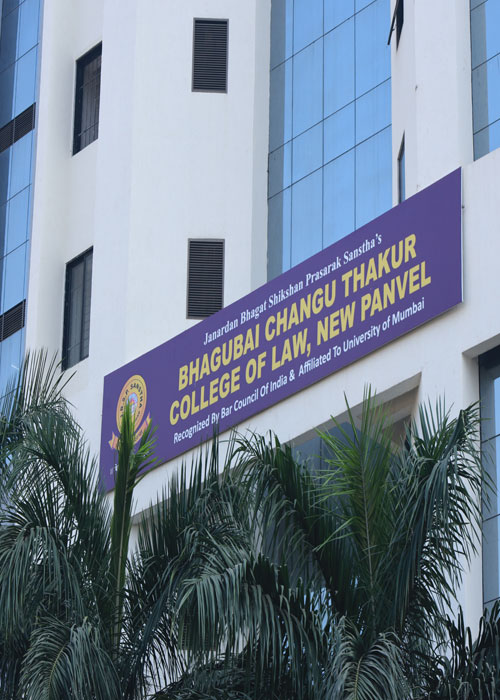 Janardan Bhagat Shikshan Prasarak Sanstha's
BHAGUBAI CHANGU THAKUR
COLLEGE OF LAW, NEW PANVEL
Recognized By Bar Council Of India & Affiliated To University of Mumbai